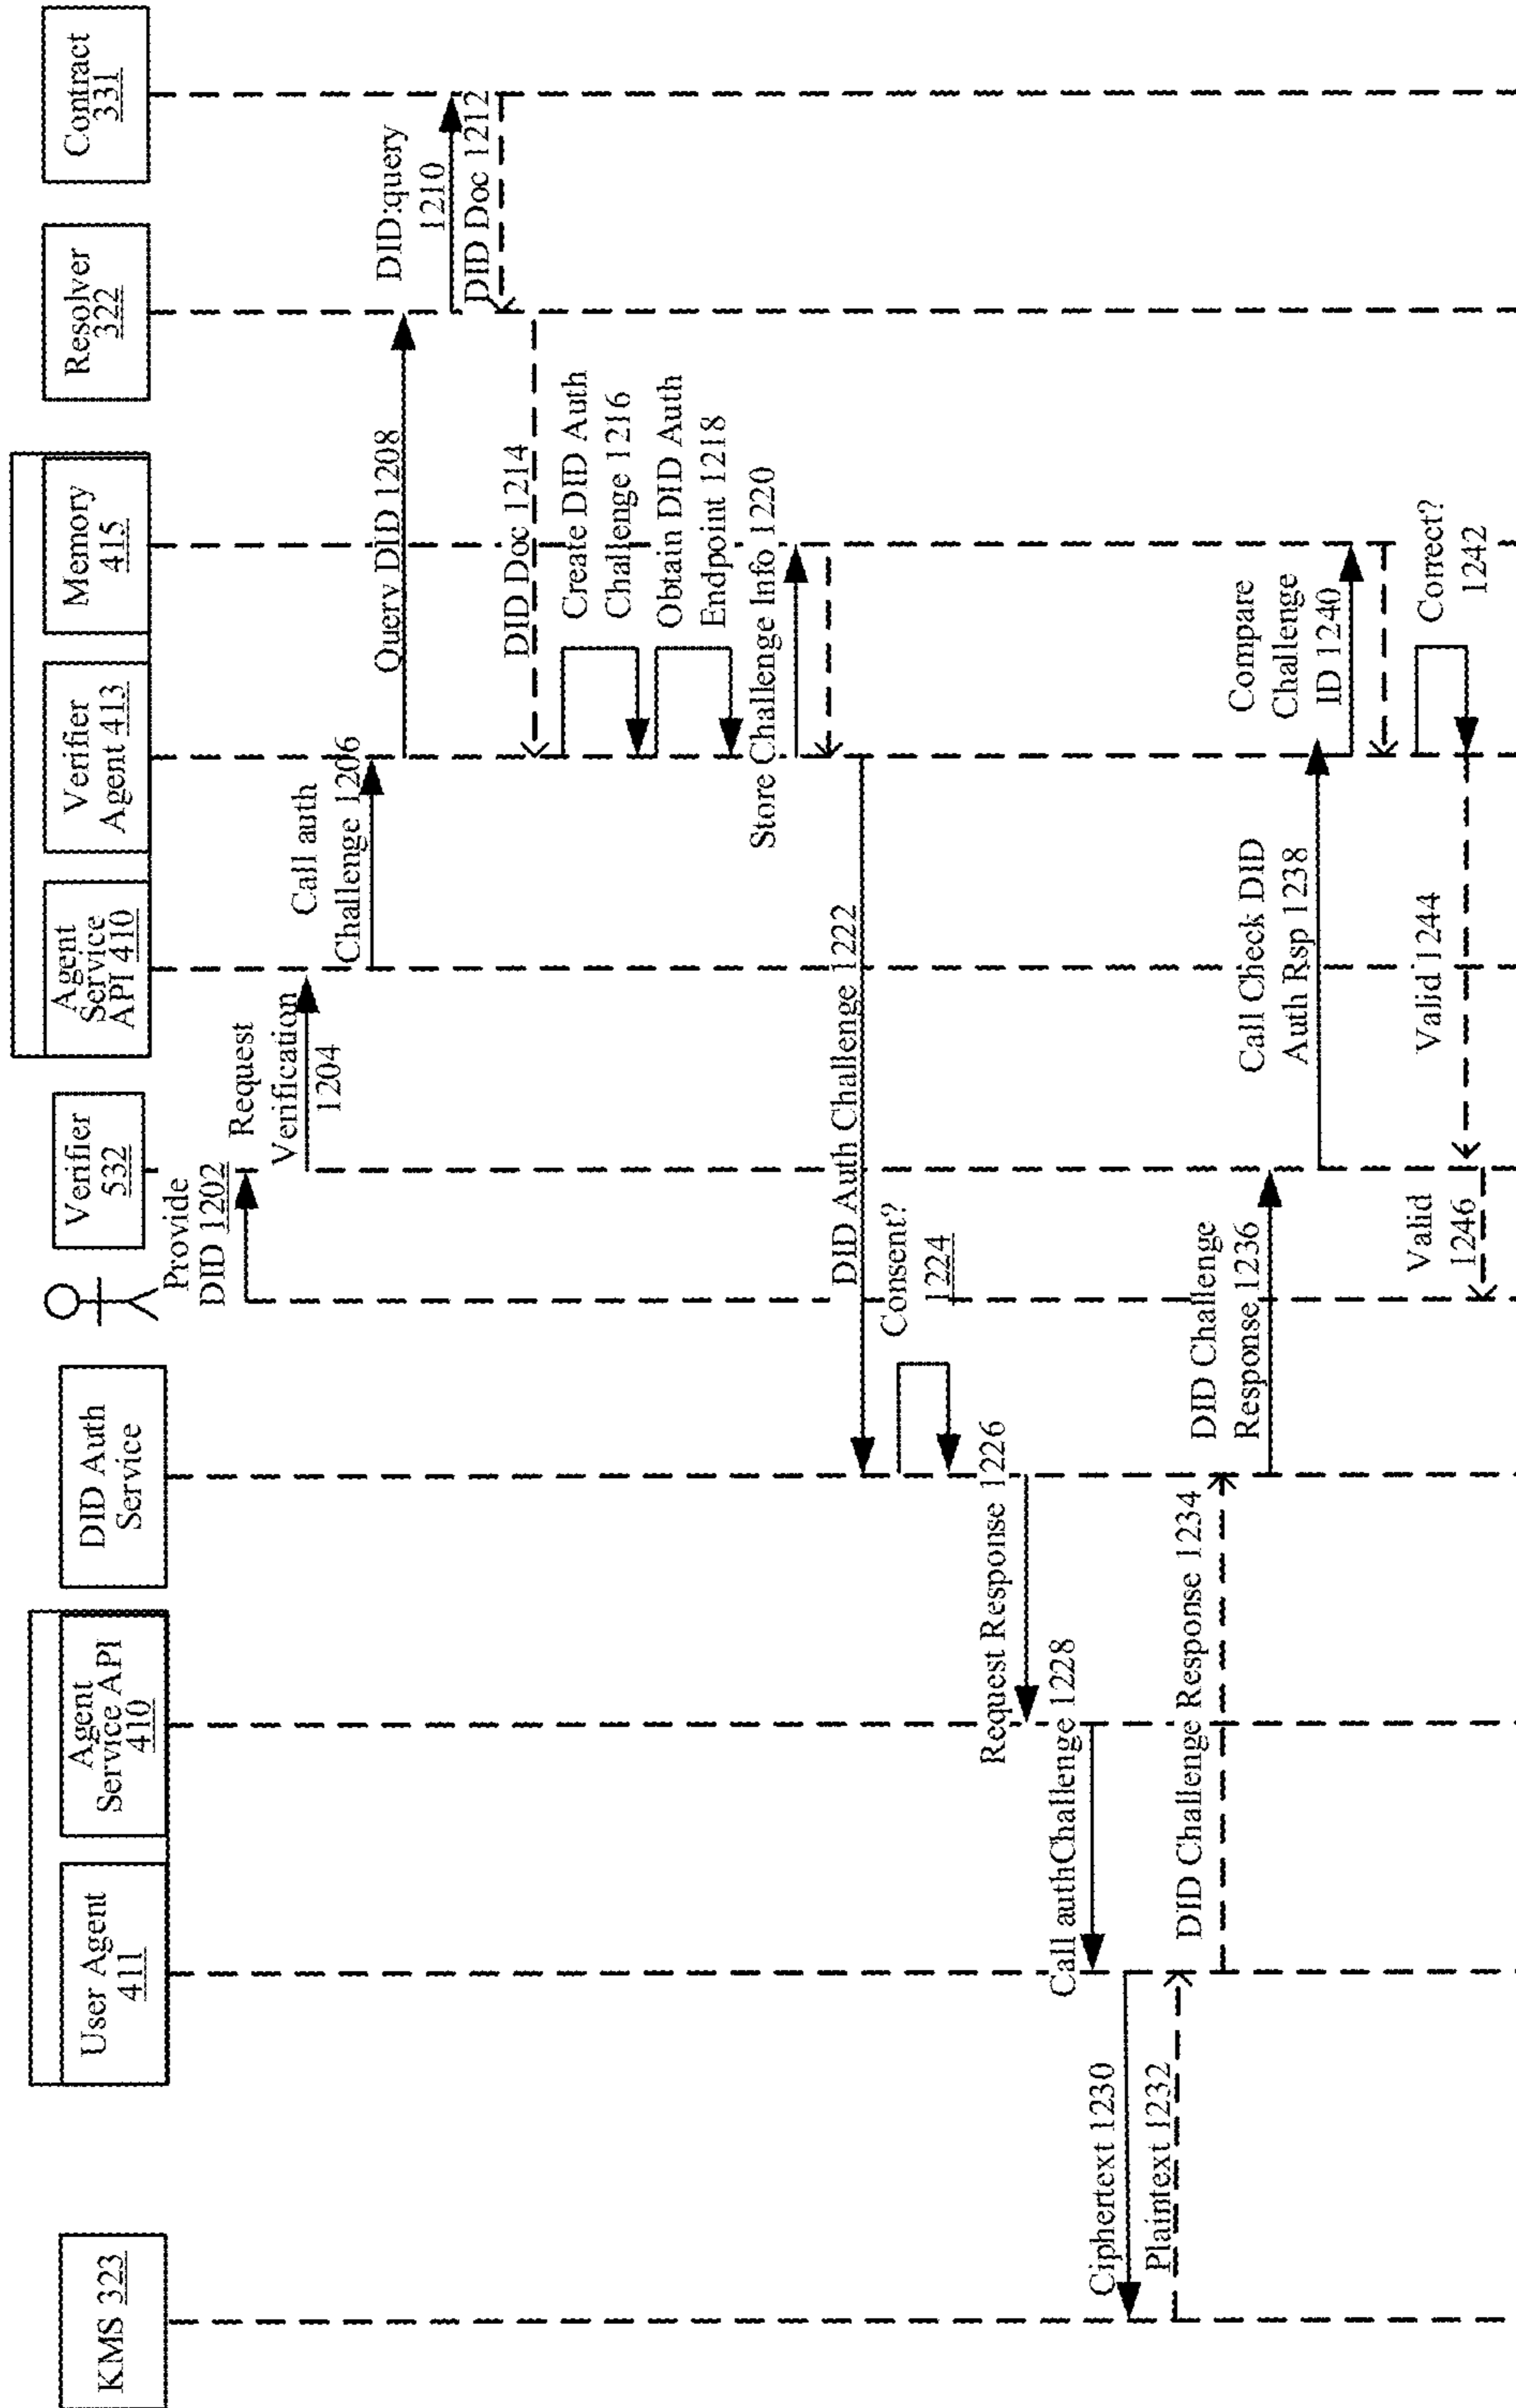 KMS 323
User Agent
411
Agent
Service API
410
DID Auth
Service
Verifier
532
Agent
Service
API 410
Verifier
Agent 413
Memory
415
Resolver
322
Contract
331
Provide
DID 1202
Request
Verification
1204
Call auth
Challenge 1206
Query DID 1208
DID:query
1210
DID Doc 1212
DID Doc 1214
Create DID Auth
Challenge 1216
Obtain DID Auth
Endpoint 1218
Store Challenge Info 1220
DID Auth Challenge 1222
Consent?
1224
Request Response 1226
Call authChallenge 1228
Ciphertext 1230
Plaintext 1232
DID Challenge Response 1234
DID Challenge
Response 1236
Call Check DID
Auth Rsp 1238
Compare
Challenge
ID 1240
Correct?
1242
Valid 1244
Valid
1246